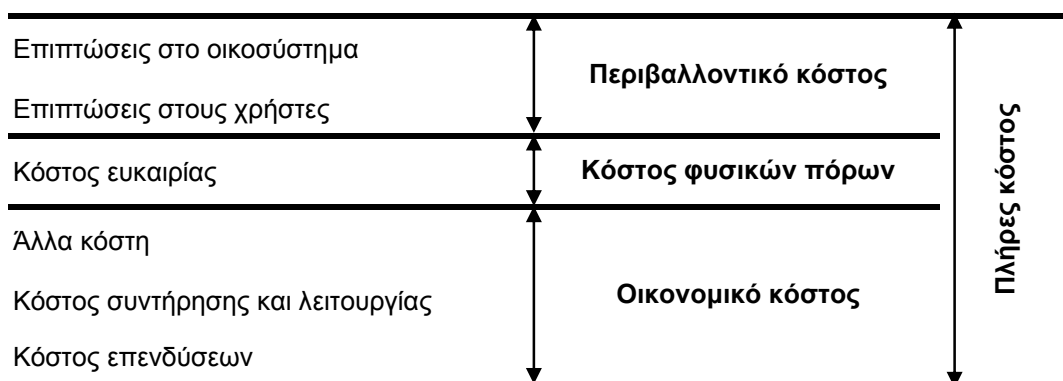 Επιπτώσεις στο οικοσύστημα
Επιπτώσεις στους χρήστες
Περιβαλλοντικό κόστος
Κόστος ευκαιρίας
Κόστος φυσικών πόρων
Άλλα κόστη
Κόστος συντήρησης και λειτουργίας
Κόστος επενδύσεων
Οικονομικό κόστος
Πλήρες κόστος